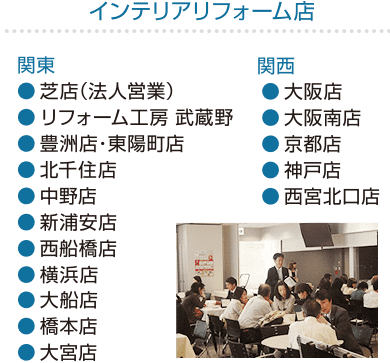 インテリアリフォーム店
関東
● 芝店（法人営業）
● リフォーム工房 武蔵野
● 豊洲店・東陽町店
● 北千住店
● 中野店
● 新浦安店
● 西船橋店
● 横浜店
● 大船店
● 橋本店
● 大宮店
関西
● 大阪店
● 大阪南店
● 京都店
● 神戸店
● 西宮北口店